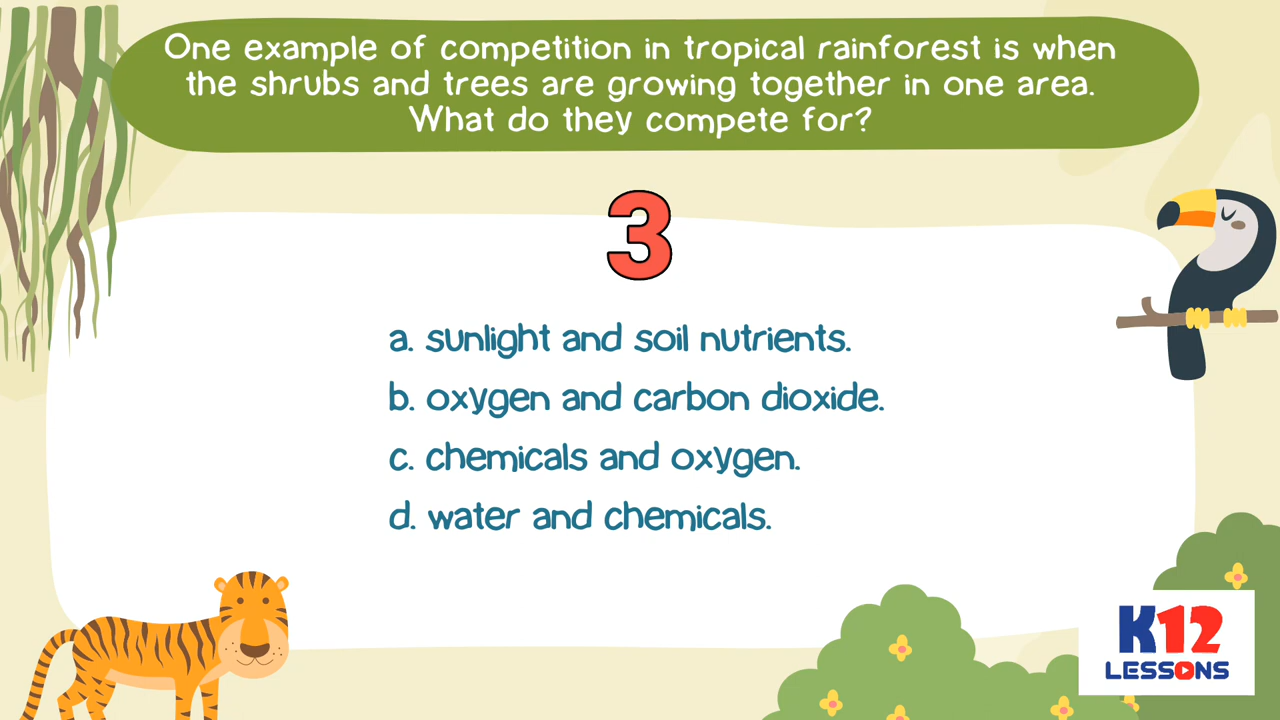 One example of competition in tropical rainforest is when
the shrubs and trees are growing together in one area.
What do they compete for?
3
a. sunlight and soil nutrients.
b. oxygen and carbon dioxide.
c. chemicals and oxygen.
d. water and chemicals.
K12
LESSONS